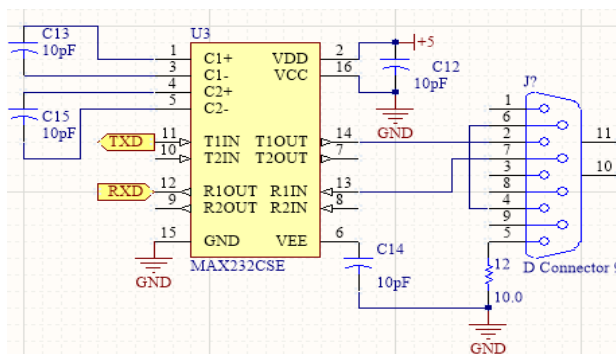 C13
10pF
C15
10pF
U3
1
3
4
5
11
10
12
9
15
C1+
C1-
C2+
C2-
T1IN
T2IN
R1OUT
R2OUT
GND
VDD
VCC
T1OUT
T2OUT
R1IN
R2IN
VEE
2
16
14
7
13
8
6
MAX232CSE
TXD
RXD
GND
+5
C12
10pF
GND
C14
10pF
J?
1
6
2
7
3
8
4
9
5
11
10
D Connector 9
12
10.0
GND